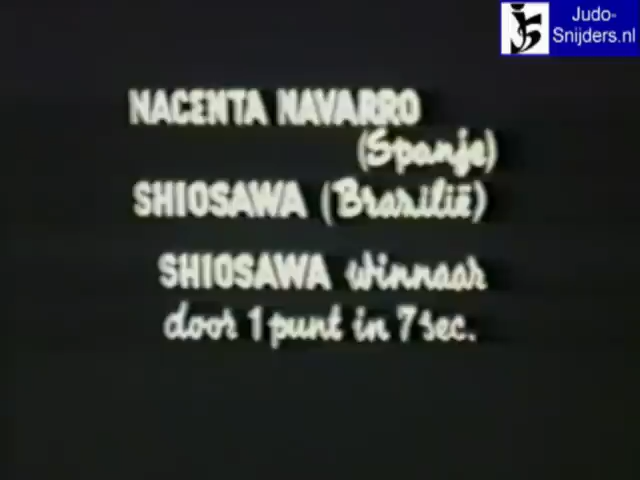 Judo-
Snijders.nl
NACENTA NAVARRO
(Spanje)
SHIOSAWA (Brazilië)
SHIOSAWA winnaar
door 1 punt in 7 sec.